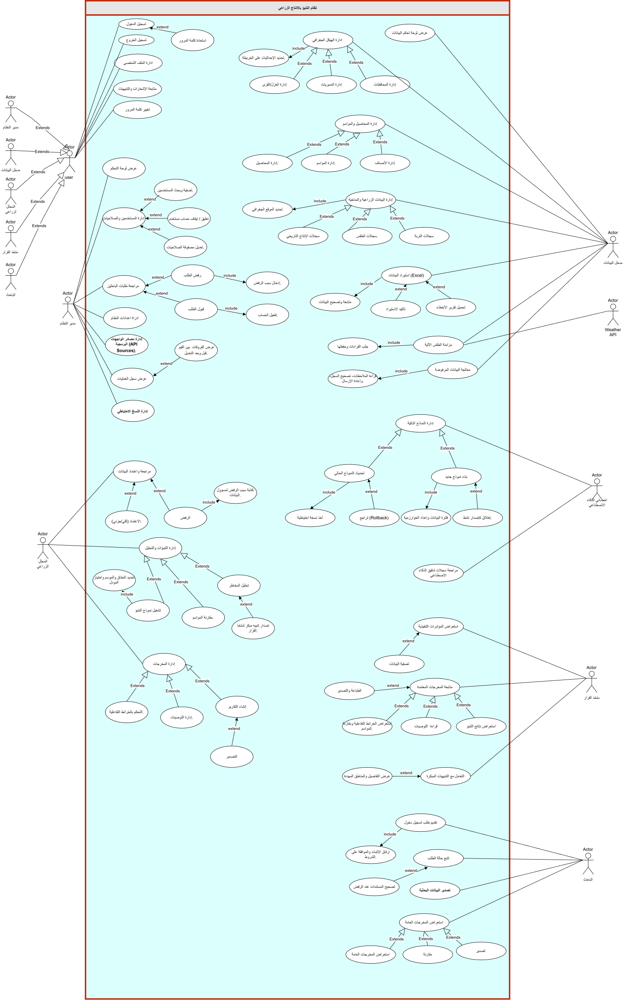 نظام التنبؤ بالانتاج الزراعي
تسجيل الدخول
extend
استعادة كلمة المرور
تسجيل الخروج
ادارة الملف الشخصي
متابعة الإشعارات والتنبيهات
تغيير كلمة المرور
Actor
مدير النظام
Extends
Actor
مدخل البيانات
Extends
Actor
user
Actor
المحلل
لزراعي
Extends
Actor
متخذ القرار
Extends
Actor
الباحث
Extends
عرض لوحة تحكم البيانات
ادارة الهيكل الجغرافي
include
تحديد الإحداثيات على الخريطة.
Extends
Extends
Extends
إدارة العزل/القرى
إدارة المديريات
إدارة المحافظات
إدارة المحاصيل والمواسم
Extends
Extends
Extends
إدارة المحاصيل.
إدارة المواسم.
إدارة الأصناف
إدارة البيانات الزراعية والمناخية
include
تحديد الموقع الجغرافي
Extends
Extends
Extends
سجلات الإنتاج التاريخي
سجلات الطقس.
سجلات التربة
Actor
مدخل البيانات
استيراد البيانات (Excel)
include
extend
extend
متابعة وتصحيح البيانات
تأكيد الاستيراد
تحميل تقرير الأخطاء
Actor
Weather
API
مزامنة الطقس الآلية
include
جلب القراءات وحفظها
معالجة البيانات المرفوضة
include
قراءة الملاحظات، تصحيح السجل،
وإعادة الإرسال.
عرض لوحة التحكم
تصفية وبحث المستخدمين.
extend
ادارة المستخدمين والصلاحيات
extend
تعليق / إيقاف حساب مستخدم
extend
تعديل مصفوفة الصلاحيات.
رفض الطلب
include
إدخال سبب الرفض.
extend
مراجعة طلبات الباحثين
extend
قبول الطلب
include
تفعيل الحساب.
Actor
مدير النظام
ادراة اعدادات النظام
إدارة مصادر الواجهات
البرمجية (API
Sources).
عرض الفروقات بين القيم
قبل وبعد التعديل.
extend
عرض سجل العمليات
إدارة النسخ الاحتياطي
إدارة النماذج الذكية
Extends
Extends
تحديث النموذج الحالي
بناء نموذج جديد
include
extend
include
extend
أخذ نسخة احتياطية
تراجع (Rollback)
فلترة البيانات وإعداد الخوارزمية
إطلاق كإصدار نشط.
Actor
اخصائي الذكاء
الاصطناعي
مراجعة سجلات تدقيق الذكاء
الاصطناعي
مراجعة واعتماد البيانات
extend
extend
كتابة سبب الرفض لمسؤول
البيانات.
include
الاعتماد (كلي/جزئي).
الرفض
Actor
المحلل
الزراعي
إدارة التنبؤات والتحليل
Extends
Extends
Extends
تحديد النطاق والموسم واختيار
المودل
include
تشغيل نموذج التنبؤ
مقارنة المواسم.
تحليل المخاطر
extend
إصدار تنبيه مبكر لمتخذ
القرار.
إدارة المخرجات
Extends
Extends
Extends
التحكم بالخرائط التفاعلية.
إدارة التوصيات.
إنشاء التقارير
extend
التصدير
استعراض المؤشرات التنفيذية
extend
تصفية البيانات
Actor
متخذ القرار
متابعة المخرجات المعتمدة
extend
الطباعة والتصدير
Extends
Extends
Extends
استعراض الخرائط التفاعلية ومقارنة
المواسم.
قراءة التوصيات
استعراض نتائج التنبؤ
عرض التفاصيل والمناطق المهددة
extend
التعامل مع التنبيهات المبكرة
تقديم طلب تسجيل دخول
include
إرفاق الإثبات والموافقة على
الشروط.
تتبع حالة الطلب
extend
تصحيح المستندات عند الرفض
تصدير البيانات البحثية
Actor
الباحث
استعراض المخرجات العامة
Extends
Extends
Extends
استعراض المخرجات العامة
مقارنة
تصدير